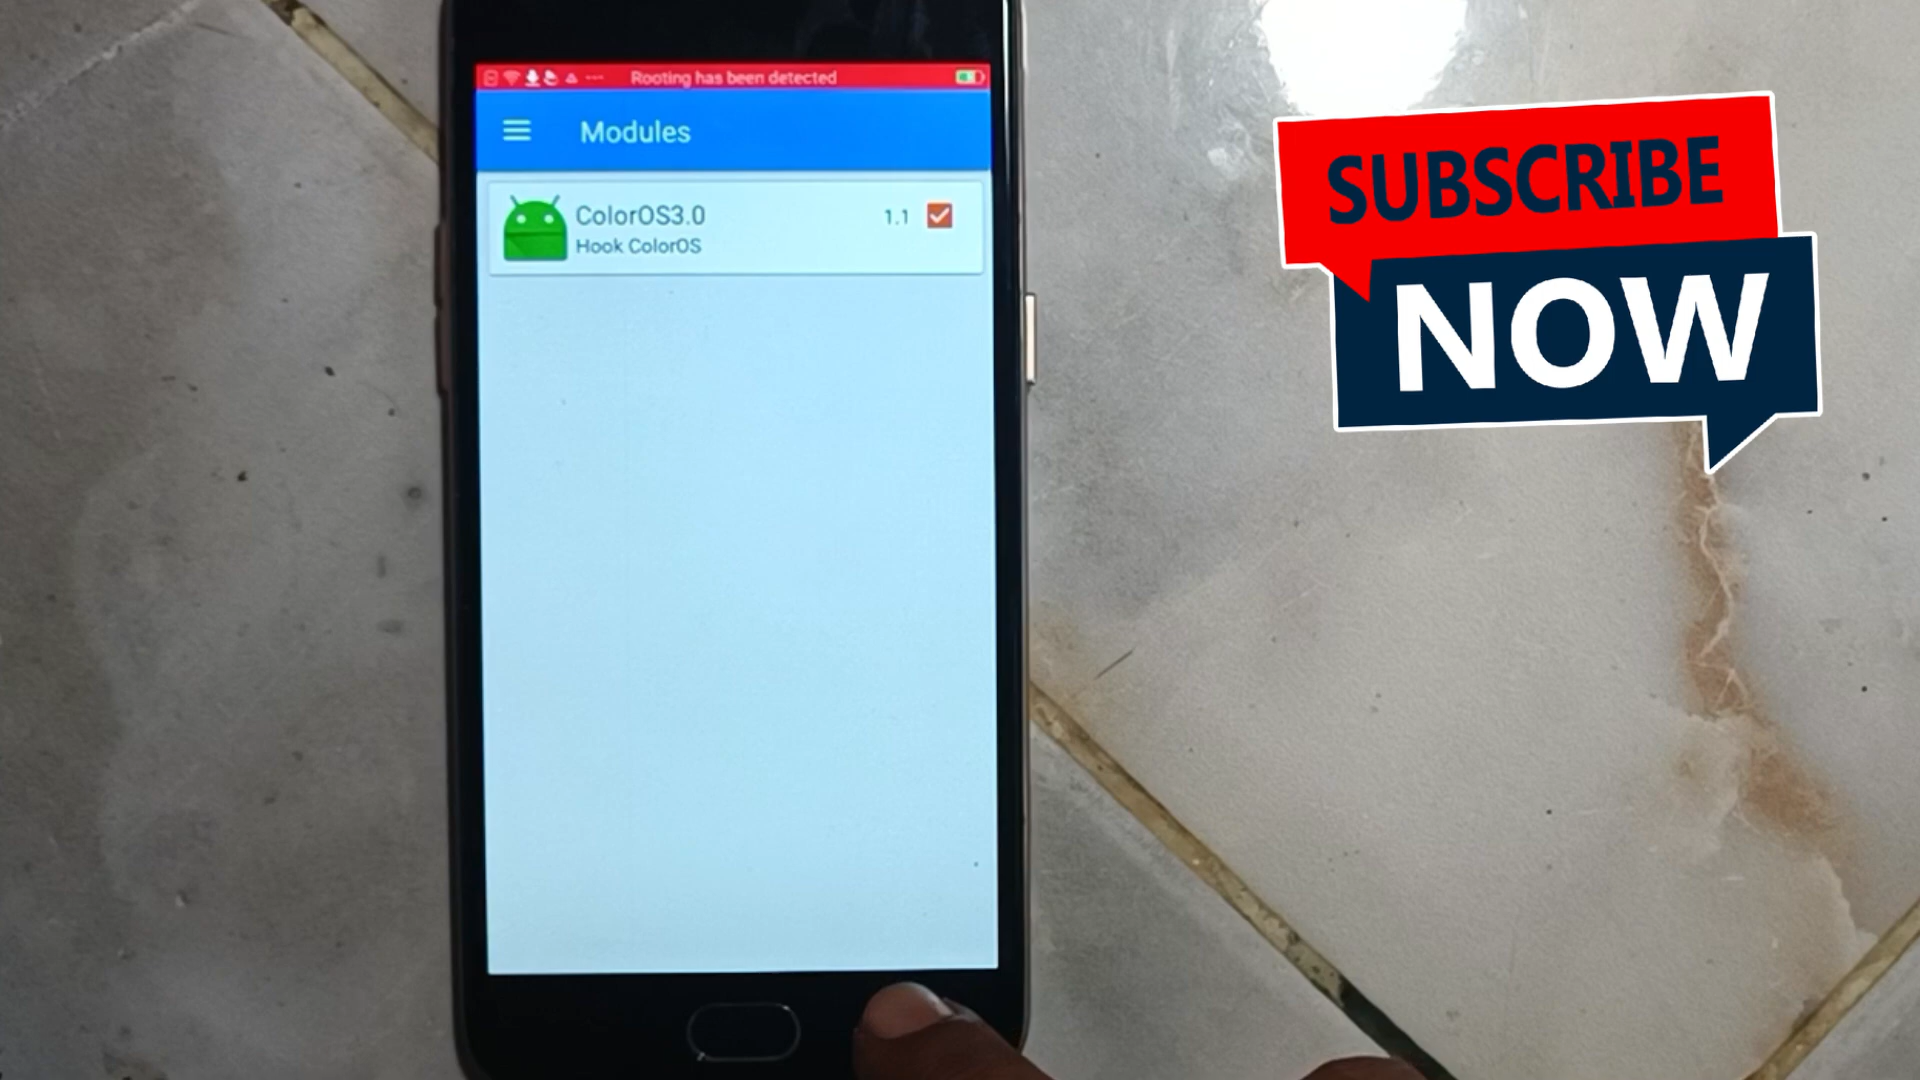 Rooting has been detected
Modules
ColorOS3.0
1.1
Hook ColorOS
SUBSCRIBE
NOW